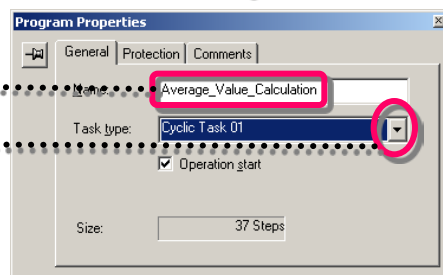 Program Properties
General Protection Comments
Name: Average_Value_Calculation
Task type: Cyclic Task 01
Operation start
Size: 37 Steps